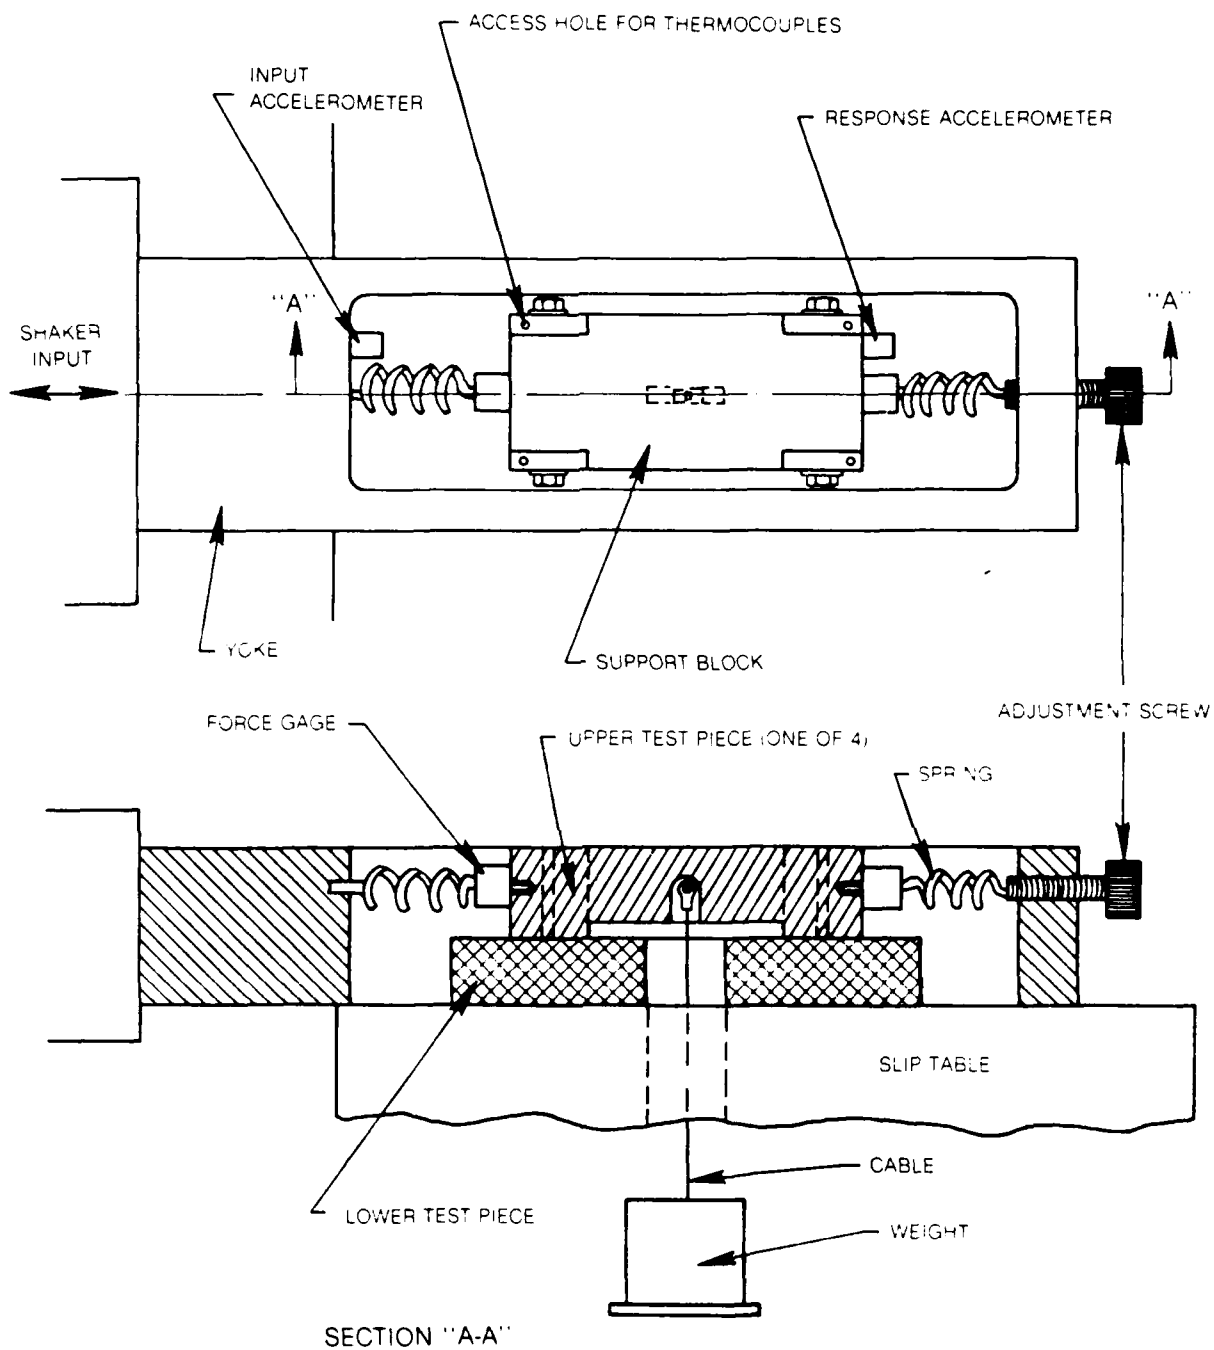 ACCESS HOLE FOR THERMOCOUPLES
INPUT
ACCELEROMETER
RESPONSE ACCELEROMETER
"A"
"A"
SHAKER
INPUT
YOKE
SUPPORT BLOCK
ADJUSTMENT SCREW
FORCE GAGE
UPPER TEST PIECE (ONE OF 4)
SPRING
SLIP TABLE
CABLE
LOWER TEST PIECE
WEIGHT
SECTION "A-A"